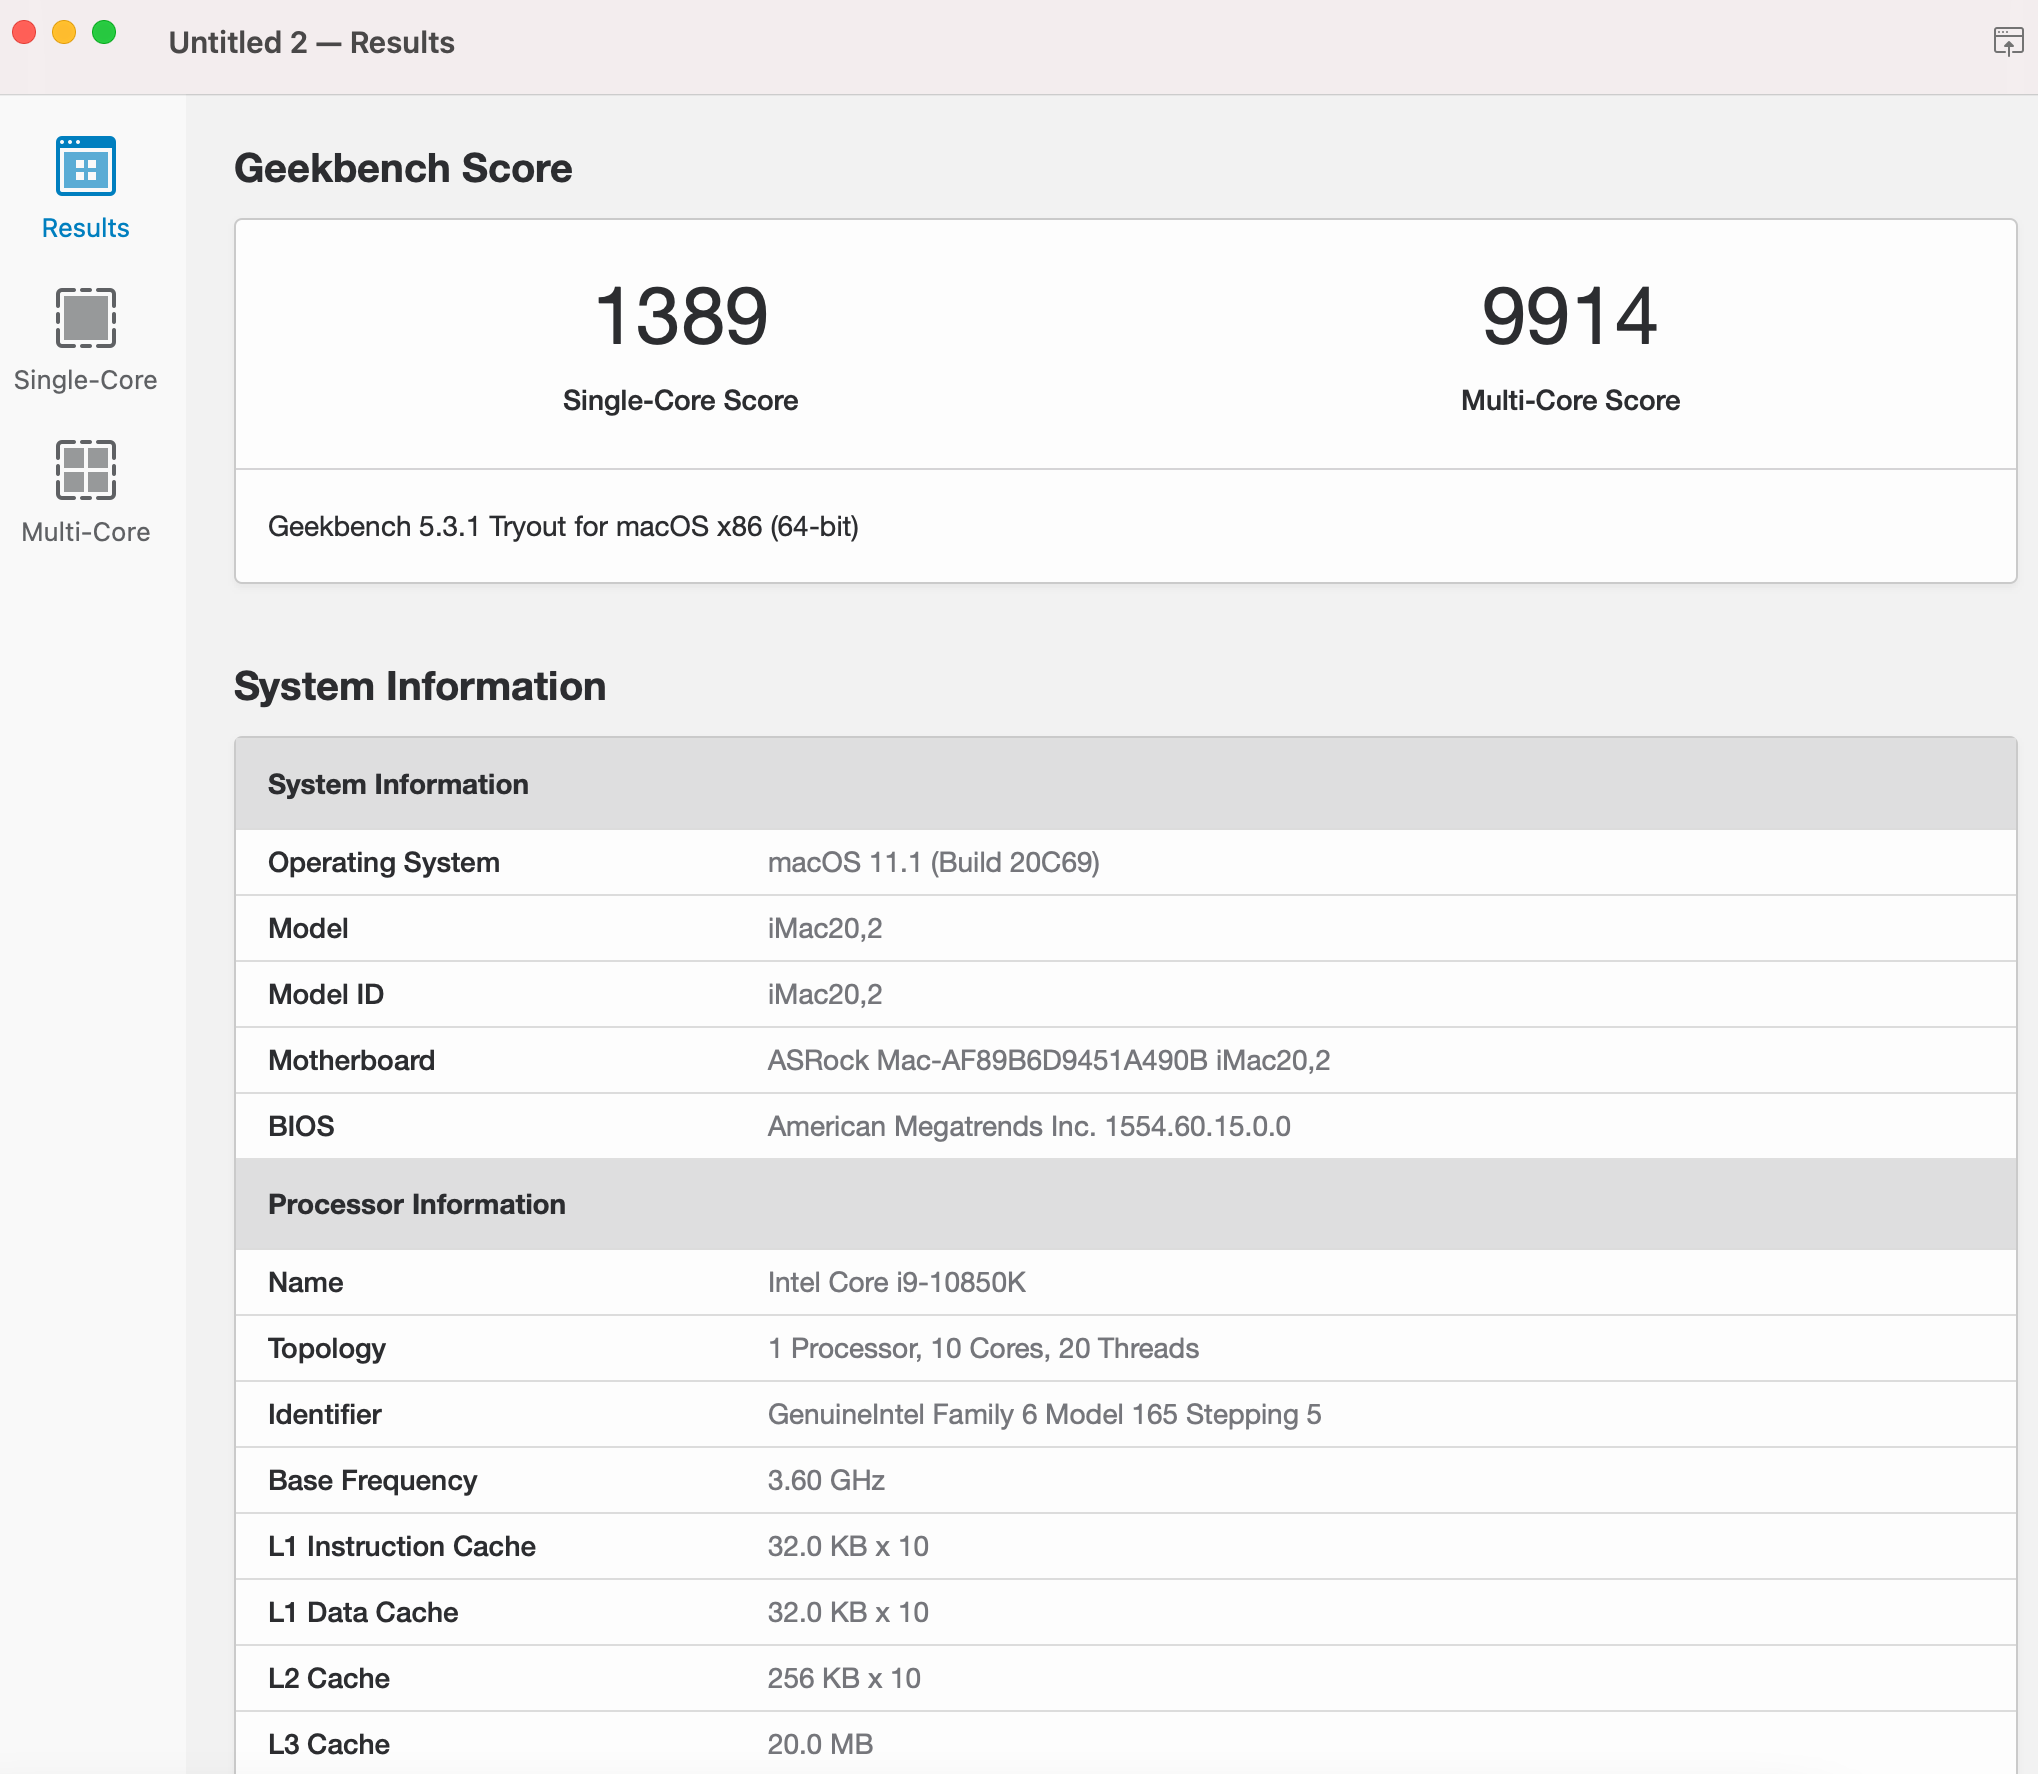 Untitled 2 — Results
Results
Single-Core
Multi-Core
Geekbench Score
1389
Single-Core Score
9914
Multi-Core Score
Geekbench 5.3.1 Tryout for macOS x86 (64-bit)
System Information
System Information
Operating System macOS 11.1 (Build 20C69)
Model iMac20,2
Model ID iMac20,2
Motherboard ASRock Mac-AF89B6D9451A490B iMac20,2
BIOS American Megatrends Inc. 1554.60.15.0.0
Processor Information
Name Intel Core i9-10850K
Topology 1 Processor, 10 Cores, 20 Threads
Identifier GenuineIntel Family 6 Model 165 Stepping 5
Base Frequency 3.60 GHz
L1 Instruction Cache 32.0 KB x 10
L1 Data Cache 32.0 KB x 10
L2 Cache 256 KB x 10
L3 Cache 20.0 MB